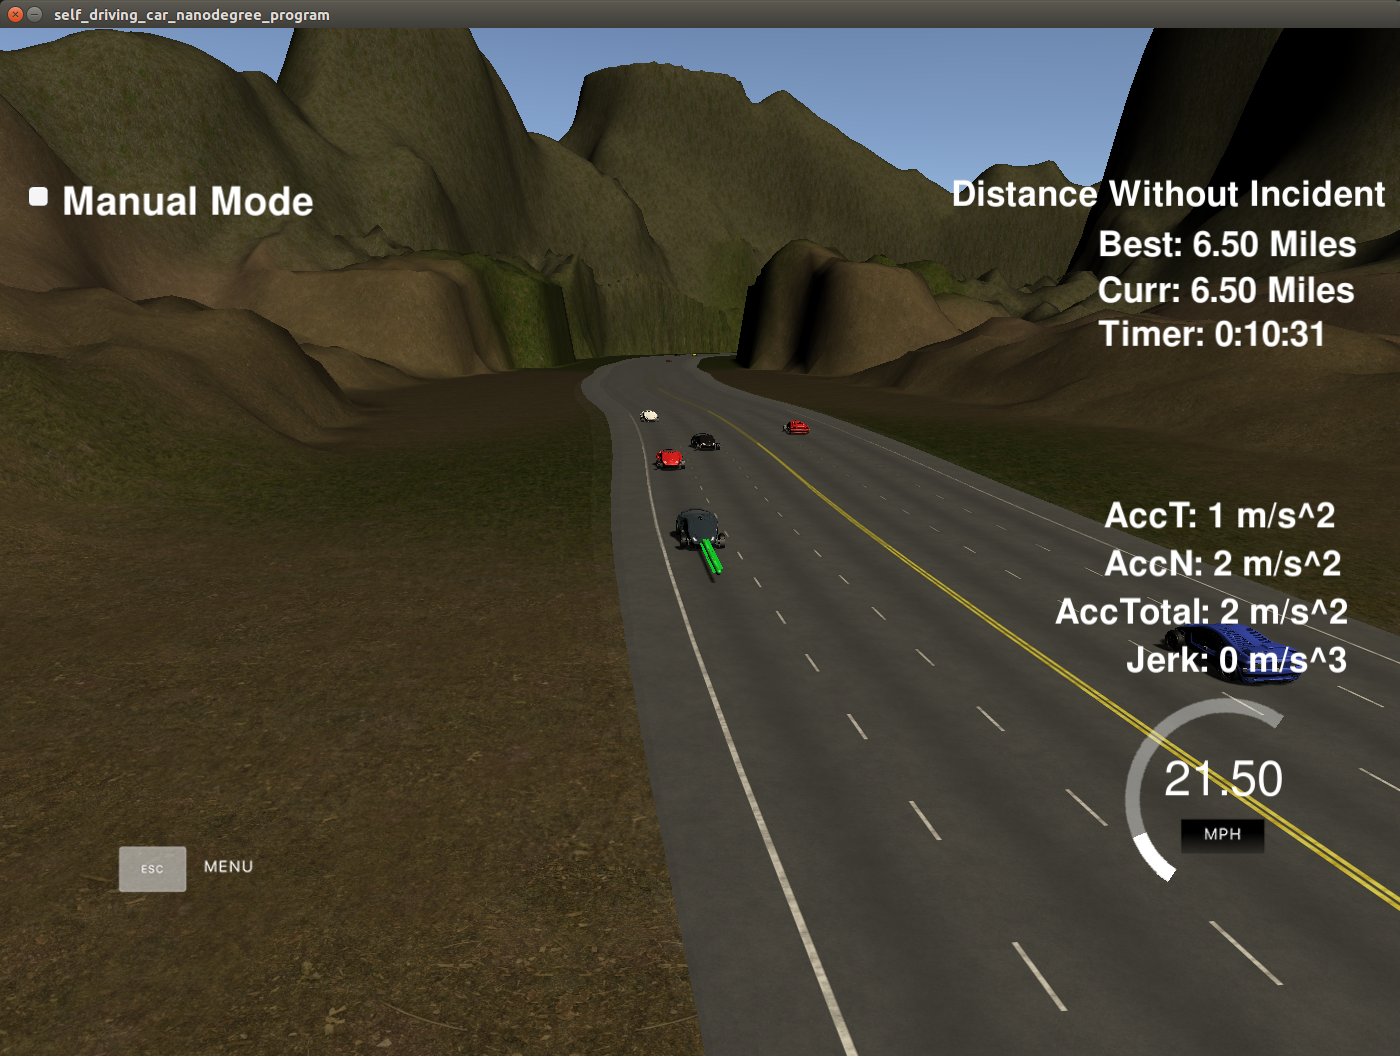 self_driving_car_nanodegree_program
Manual Mode
Distance Without Incident
Best: 6.50 Miles
Curr: 6.50 Miles
Timer: 0:10:31
AccT: 1 m/s^2
AccN: 2 m/s^2
AccTotal: 2 m/s^2
Jerk: 0 m/s^3
21.50
MPH
ESC MENU